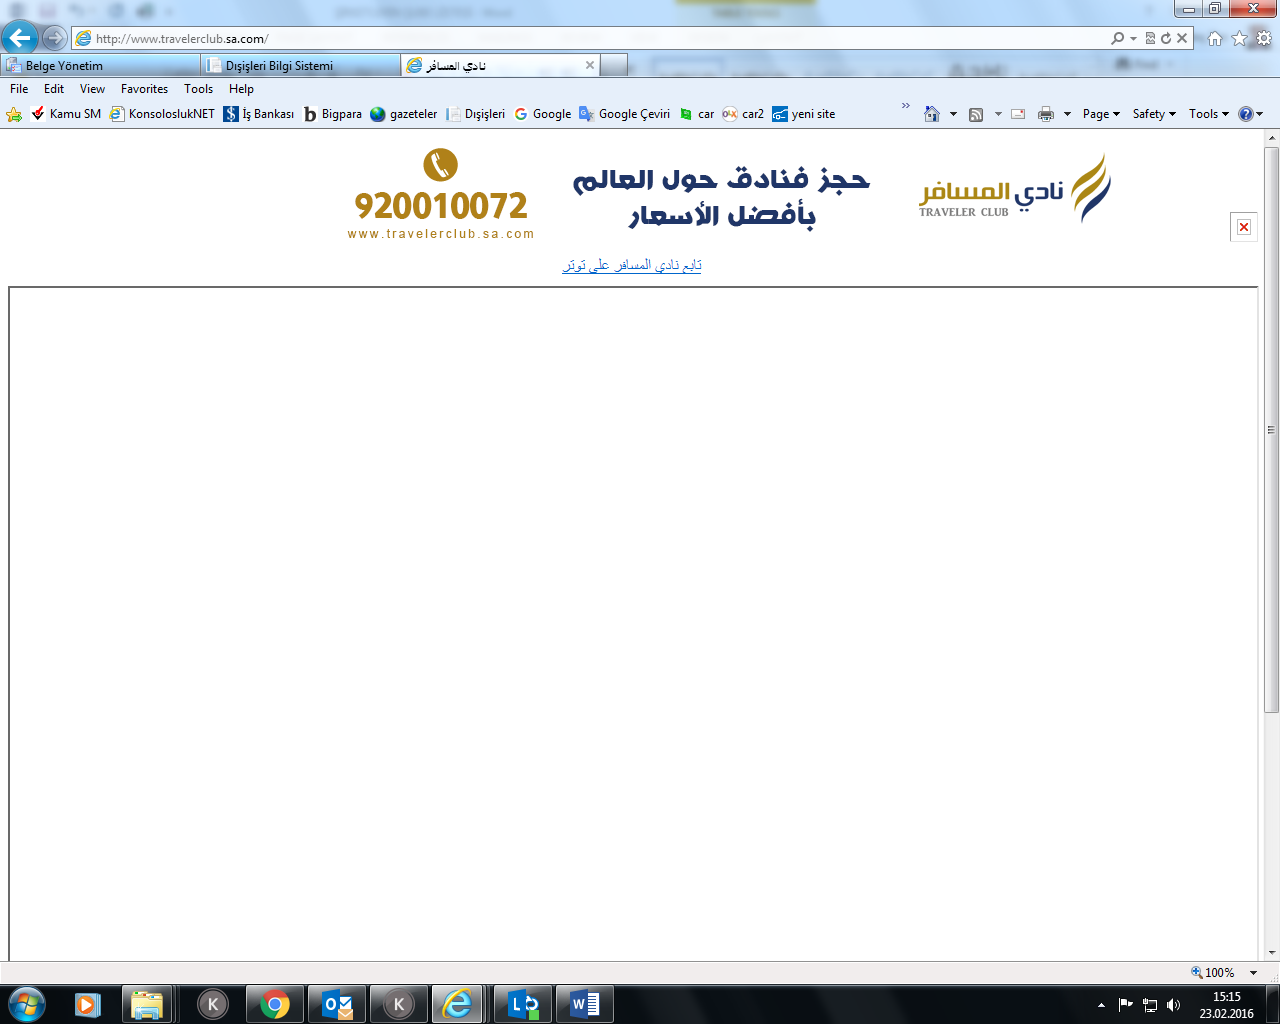 http://www.travelerclub.sa.com/
Belge Yönetim
Dışişleri Bilgi Sistemi
نادي المسافر
File Edit View Favorites Tools Help
Kamu SM KonsoloslukNET İş Bankası Bigpara gazeteler Dışişleri Google Google Çeviri car car2 yeni site
Page Safety Tools
920010072
www.travelerclub.sa.com
حجز فنادق حول العالم
بأفضل الأسعار
نادي المسافر
TRAVELER CLUB
تابع نادي المسافر على توتر
100%
15:15
23.02.2016